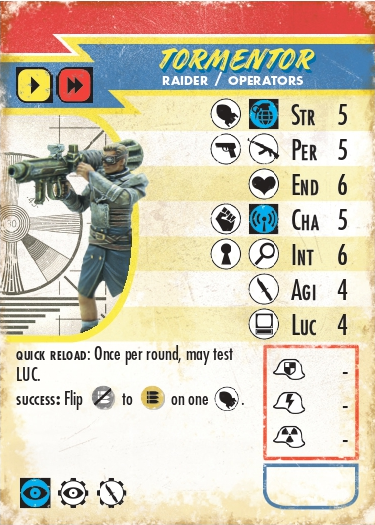 TORMENTOR
RAIDER / OPERATORS
STR 5
PER 5
END 6
CHA 5
INT 6
AGI 4
LUC 4
QUICK RELOAD: Once per round, may test
LUC.
SUCCESS: Flip to on one .
-
-
-